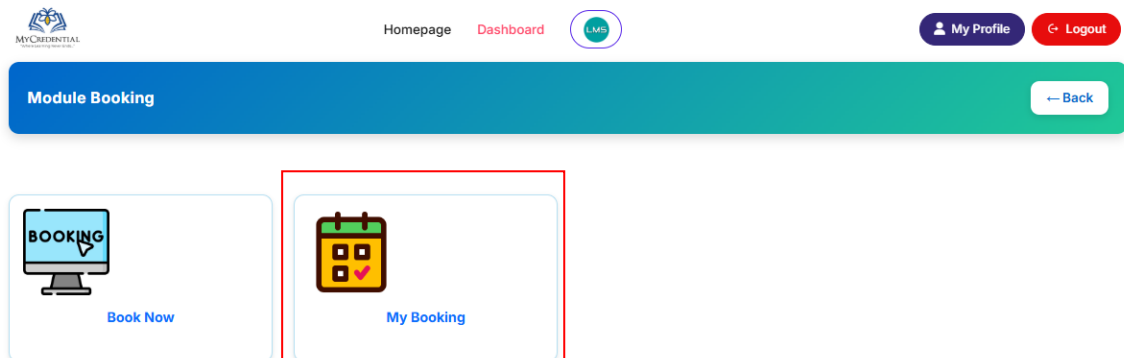 MYCREDENTIAL
Homepage
Dashboard
LMS
My Profile
Logout
Module Booking
← Back
BOOKING
Book Now
My Booking